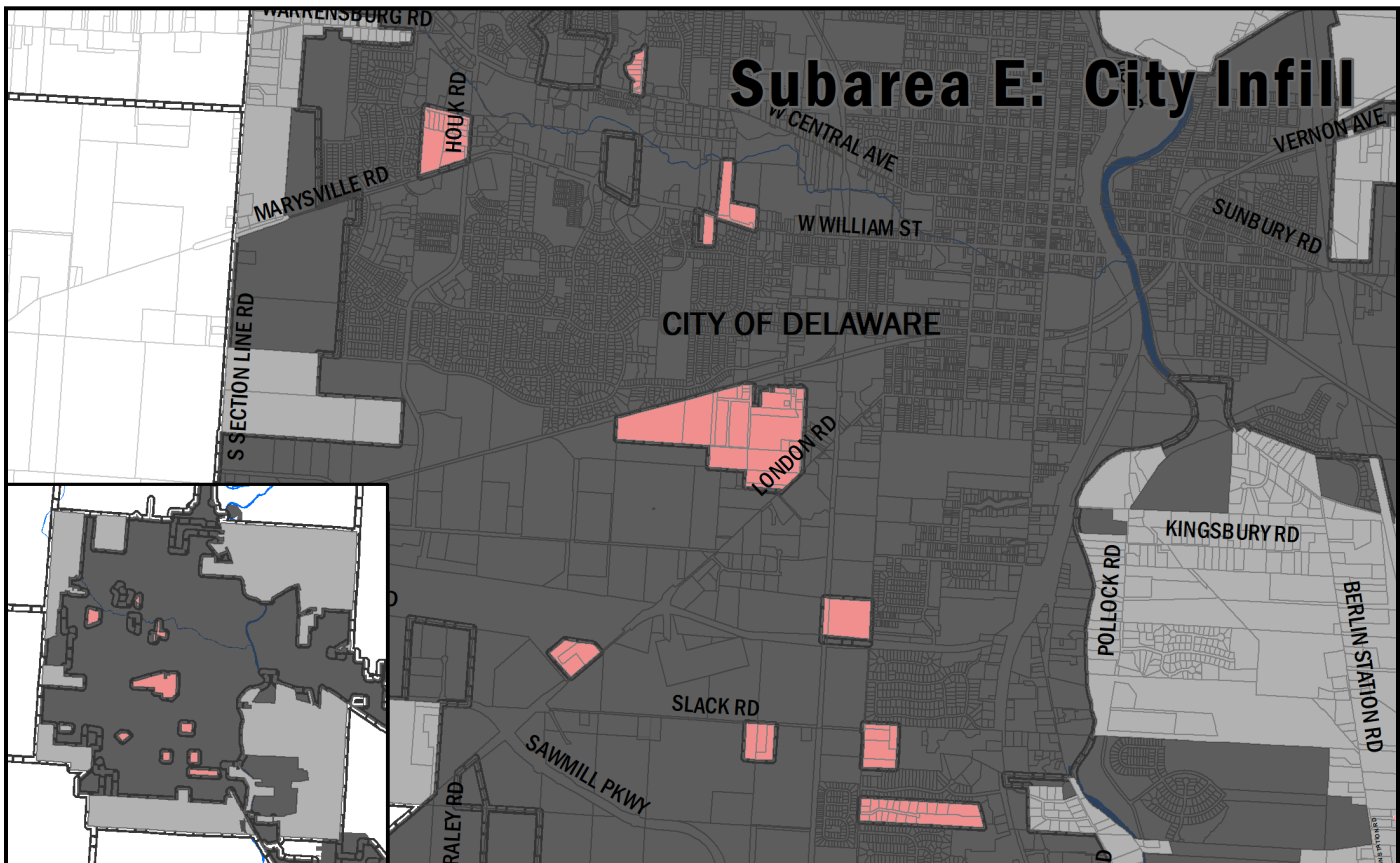 WARRENSBURG RD
Subarea E: City Infill
HOUK RD
W CENTRAL AVE
VERNON AVE
MARYSVILLE RD
SUNBURY RD
W WILLIAM ST
CITY OF DELAWARE
S SECTION LINE RD
LONDON RD
KINGSBURY RD
POLLOCK RD
BERLIN STATION RD
SLACK RD
SAWMILL PKWY
RALEY RD
D
D